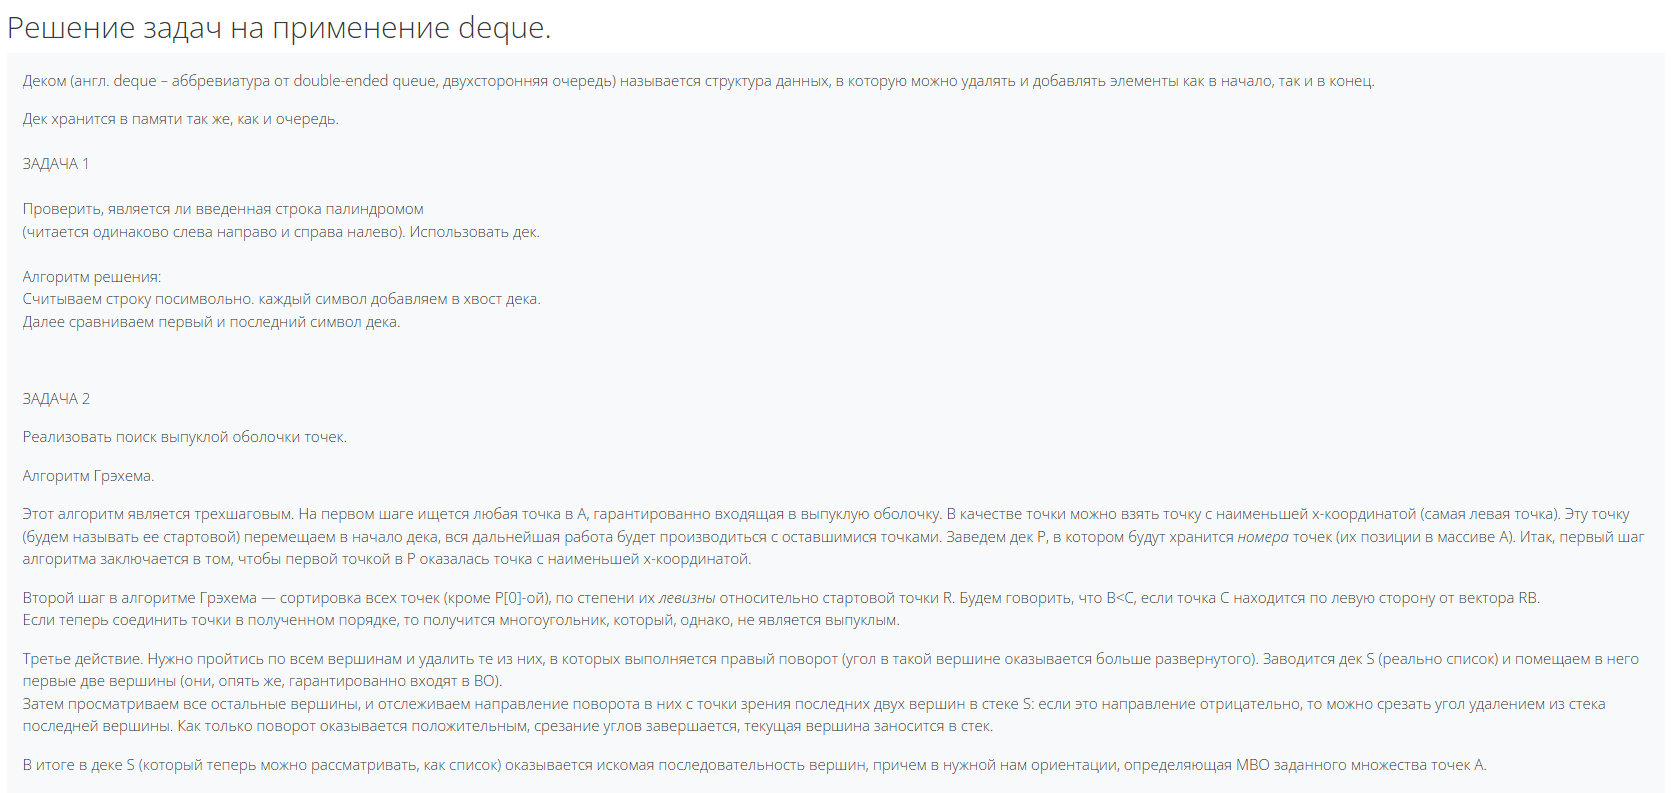 Решение задач на применение deque.
Деком (англ. deque – аббревиатура от double-ended queue, двухсторонняя очередь) называется структура данных, в которую можно удалять и добавлять элементы как в начало, так и в конец.
Дек хранится в памяти так же, как и очередь.
ЗАДАЧА 1
Проверить, является ли введенная строка палиндромом
(читается одинаково слева направо и справа налево). Использовать дек.
Алгоритм решения:
Считываем строку посимвольно. каждый символ добавляем в хвост дека.
Далее сравниваем первый и последний символ дека.
ЗАДАЧА 2
Реализовать поиск выпуклой оболочки точек.
Алгоритм Грэхема.
Этот алгоритм является трехшаговым. На первом шаге ищется любая точка в A, гарантированно входящая в выпуклую оболочку. В качестве точки можно взять точку с наименьшей x-координатой (самая левая точка). Эту точку
(будем называть ее стартовой) перемещаем в начало дека, вся дальнейшая работа будет производиться с оставшимися точками. Заведем дек P, в котором будут хранится номера точек (их позиции в массиве A). Итак, первый шаг
алгоритма заключается в том, чтобы первой точкой в P оказалась точка с наименьшей x-координатой.
Второй шаг в алгоритме Грэхема — сортировка всех точек (кроме P[0]-ой), по степени их левизны относительно стартовой точки R. Будем говорить, что B<C, если точка С находится по левую сторону от вектора RB.
Если теперь соединить точки в полученном порядке, то получится многоугольник, который, однако, не является выпуклым.
Третье действие. Нужно пройтись по всем вершинам и удалить те из них, в которых выполняется правый поворот (угол в такой вершине оказывается больше развернутого). Заводится дек S (реально список) и помещаем в него
первые две вершины (они, опять же, гарантированно входят в ВО).
Затем просматриваем все остальные вершины, и отслеживаем направление поворота в них с точки зрения последних двух вершин в стеке S: если это направление отрицательно, то можно срезать угол удалением из стека
последней вершины. Как только поворот оказывается положительным, срезание углов завершается, текущая вершина заносится в стек.
В итоге в деке S (который теперь можно рассматривать, как список) оказывается искомая последовательность вершин, причем в нужной нам ориентации, определяющая МВО заданного множества точек A.